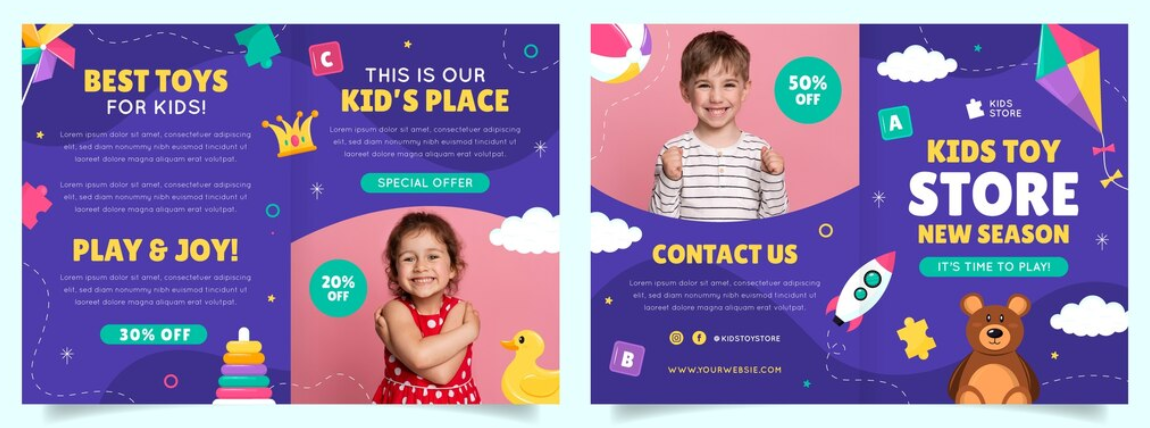 BEST TOYS
FOR KIDS!
Lorem ipsum dolor sit amet, consectetuer adipiscing
elit, sed diam nonummy nibh euismod tincidunt ut
laoreet dolore magna aliquam erat volutpat.
Lorem ipsum dolor sit amet, consectetuer adipiscing
elit, sed diam nonummy nibh euismod tincidunt ut
laoreet dolore magna aliquam erat volutpat.
PLAY & JOY!
Lorem ipsum dolor sit amet, consectetuer adipiscing
elit, sed diam nonummy nibh euismod tincidunt ut
laoreet dolore magna aliquam erat volutpat.
30% OFF
C
THIS IS OUR
KID'S PLACE
Lorem ipsum dolor sit amet, consectetuer adipiscing
elit, sed diam nonummy nibh euismod tincidunt ut
laoreet dolore magna aliquam erat volutpat.
SPECIAL OFFER
20%
OFF
50%
OFF
CONTACT US
Lorem ipsum dolor sit amet, consectetuer adipiscing
elit, sed diam nonummy nibh euismod tincidunt ut
laoreet dolore magna aliquam erat volutpat.
@KIDSTOYSTORE
B
WWW.YOURWEBSIE.COM
KIDS
STORE
A
KIDS TOY
STORE
NEW SEASON
IT'S TIME TO PLAY!